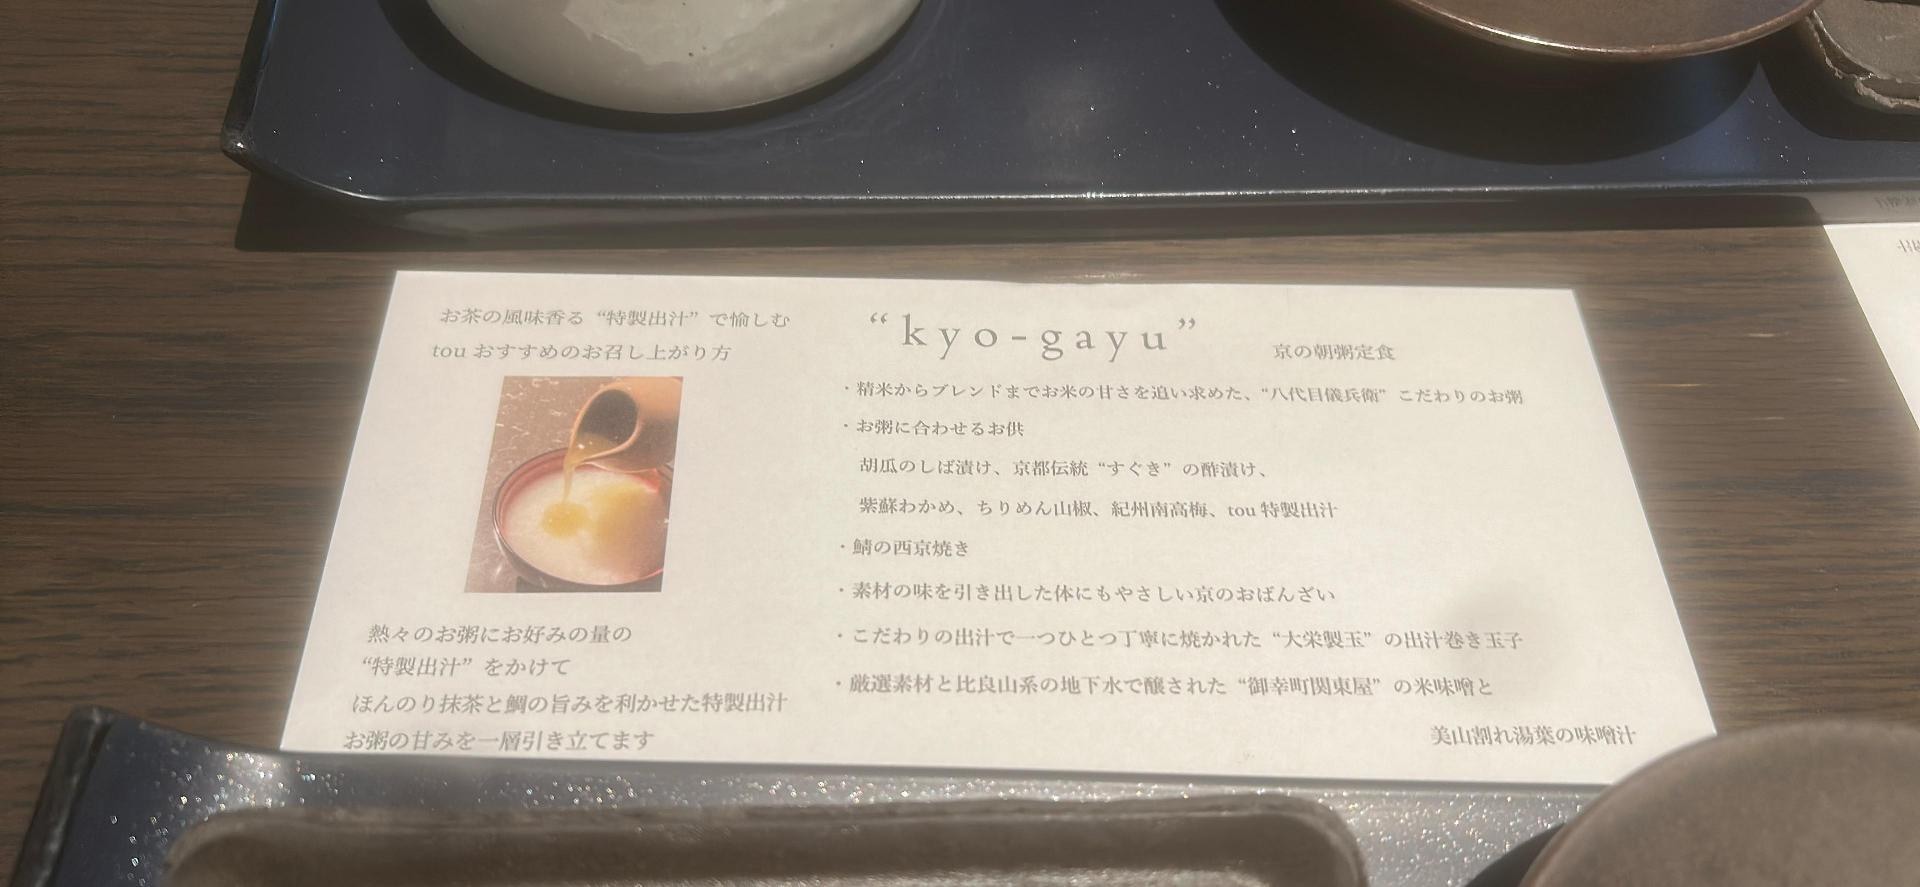 お茶の風味香る “特製出汁” で愉しむ
tou おすすめのお召し上がり方
熱々のお粥にお好みの量の
“特製出汁” をかけて
ほんのり抹茶と鯛の旨みを利かせた特製出汁
お粥の甘みを一層引き立てます
“kyo-gayu” 京の朝粥定食
・精米からブレンドまでお米の甘さを追い求めた、“八代目儀兵衛” こだわりのお粥
・お粥に合わせるお供
胡瓜のしば漬け、京都伝統 “すぐき” の酢漬け、
紫蘇わかめ、ちりめん山椒、紀州南高梅、tou 特製出汁
・鯖の西京焼き
・素材の味を引き出した体にもやさしい京のおばんざい
・こだわりの出汁で一つひとつ丁寧に焼かれた “大栄製玉” の出汁巻き玉子
・厳選素材と比良山系の地下水で醸された “御幸町関東屋” の米味噌と
美山割れ湯葉の味噌汁